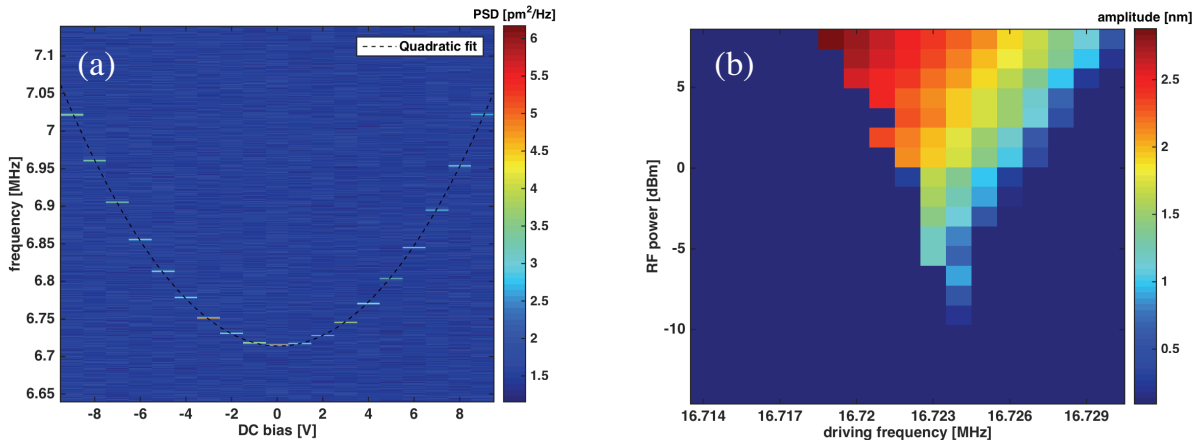 PSD [pm²/Hz]
(a)
Quadratic fit
7.1
7.05
7
6.95
6.9
6.85
6.8
6.75
6.7
6.65
frequency [MHz]
-8 -6 -4 -2 0 2 4 6 8
DC bias [V]
6
5.5
5
4.5
4
3.5
3
2.5
2
1.5
amplitude [nm]
(b)
5
0
-5
-10
RF power [dBm]
16.714 16.717 16.72 16.723 16.726 16.729
driving frequency [MHz]
2.5
2
1.5
1
0.5